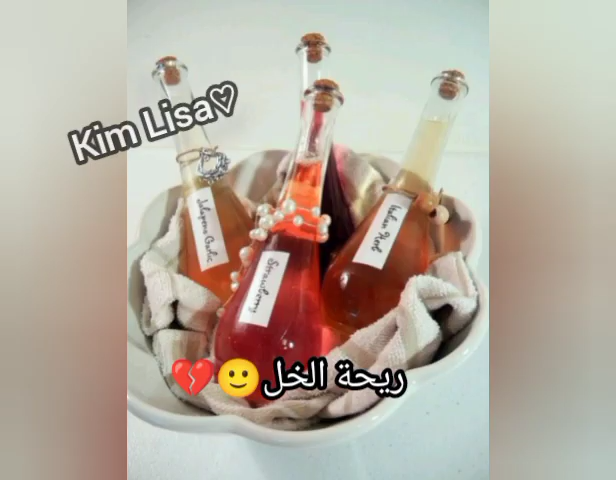 Kim Lisa♡
Jalapeno Garlic
Strawberry
Italian Herb
ريحة الخل🙂💔